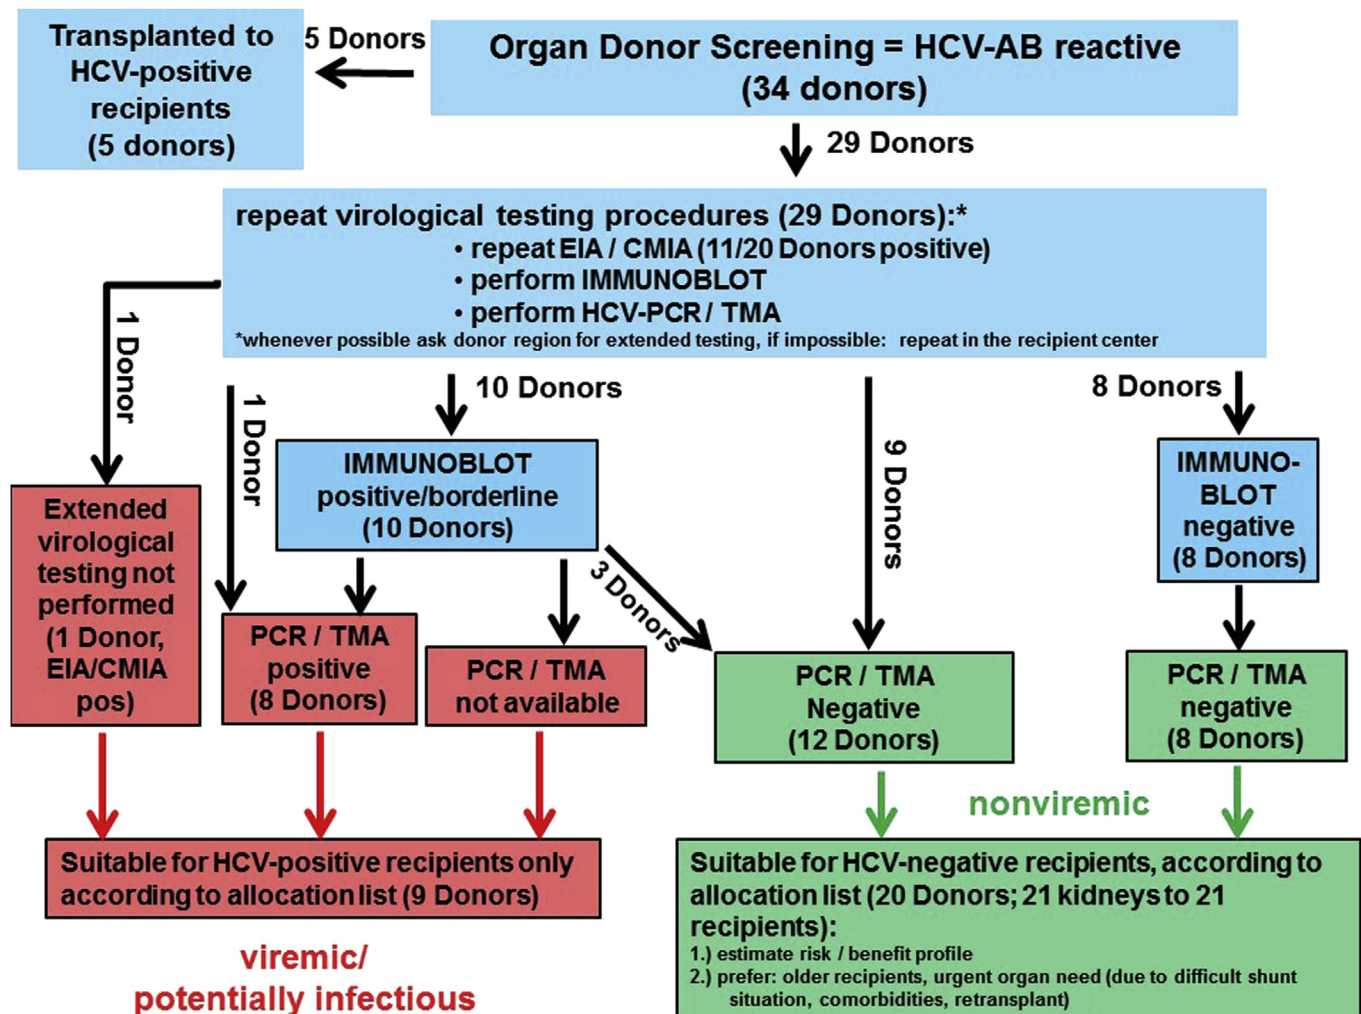 Transplanted to
HCV-positive
recipients
(5 donors)
5 Donors
Organ Donor Screening = HCV-AB reactive
(34 donors)
29 Donors
repeat virological testing procedures (29 Donors):*
• repeat EIA / CMIA (11/20 Donors positive)
• perform IMMUNOBLOT
• perform HCV-PCR / TMA
*whenever possible ask donor region for extended testing, if impossible: repeat in the recipient center
1 Donor
1 Donor
10 Donors
9 Donors
8 Donors
IMMUNOBLOT
positive/borderline
(10 Donors)
IMMUNO-
BLOT
negative
(8 Donors)
Extended
virological
testing not
performed
(1 Donor,
EIA/CMIA
pos)
3 Donors
PCR / TMA
positive
(8 Donors)
PCR / TMA
not available
PCR / TMA
Negative
(12 Donors)
PCR / TMA
negative
(8 Donors)
nonviremic
Suitable for HCV-positive recipients only
according to allocation list (9 Donors)
viremic/
potentially infectious
Suitable for HCV-negative recipients, according to
allocation list (20 Donors; 21 kidneys to 21
recipients):
1.) estimate risk / benefit profile
2.) prefer: older recipients, urgent organ need (due to difficult shunt
situation, comorbidities, retransplant)